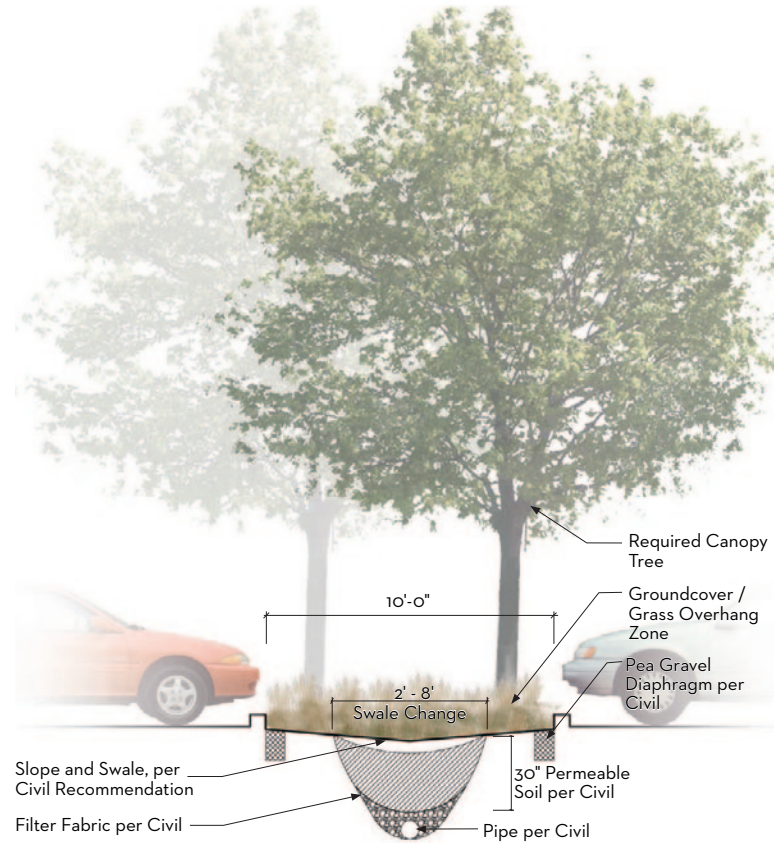 Required Canopy
Tree
10'-0"
Groundcover /
Grass Overhang
Zone
Pea Gravel
Diaphragm per
Civil
2' - 8'
Swale Change
Slope and Swale, per
Civil Recommendation
30" Permeable
Soil per Civil
Filter Fabric per Civil
Pipe per Civil